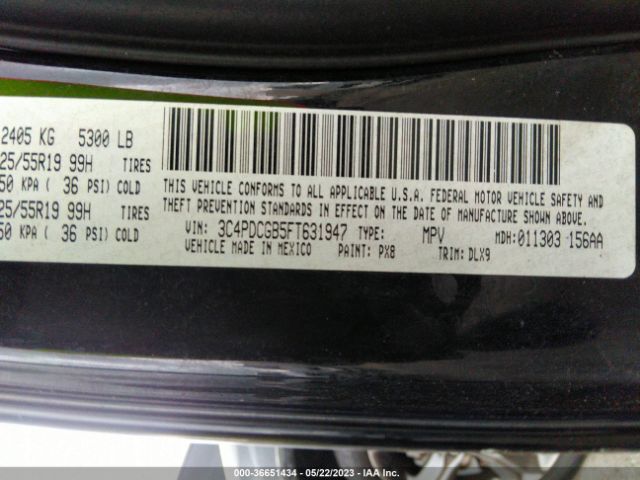 2405 KG 5300 LB
25/55R19 99H TIRES
50 KPA ( 36 PSI) COLD
25/55R19 99H TIRES
50 KPA ( 36 PSI) COLD
THIS VEHICLE CONFORMS TO ALL APPLICABLE U.S.A. FEDERAL MOTOR VEHICLE SAFETY AND
THEFT PREVENTION STANDARDS IN EFFECT ON THE DATE OF MANUFACTURE SHOWN ABOVE.
VIN: 3C4PDCGB5FT631947 TYPE: MPV MDH: 011303 156AA
VEHICLE MADE IN MEXICO PAINT: PX8 TRIM: DLX9
000-36651434 - 05/22/2023 - IAA Inc.